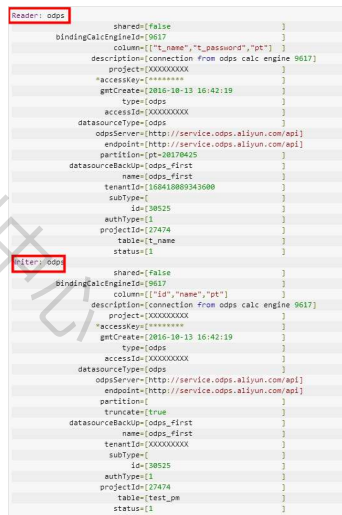 Reader: odps
shared=[false ]
bindingCalcEngineId=[9617 ]
column=[["t_name","t_password","pt"] ]
description=[connection from odps calc engine 9617]
project=[XXXXXXXXX ]
*accessKey=[******** ]
gmtCreate=[2016-10-13 16:42:19 ]
type=[odps ]
accessId=[XXXXXXXXX ]
datasourceType=[odps ]
odpsServer=[http://service.odps.aliyun.com/api]
endpoint=[http://service.odps.aliyun.com/api]
partition=[pt=20170425 ]
datasourceBackUp=[odps_first ]
name=[odps_first ]
tenantId=[168418089343600 ]
subType=[ ]
id=[30525 ]
authType=[1 ]
projectId=[27474 ]
table=[t_name ]
status=[1 ]
Writer: odps
shared=[false ]
bindingCalcEngineId=[9617 ]
column=[["id","name","pt"] ]
description=[connection from odps calc engine 9617]
project=[XXXXXXXXX ]
*accessKey=[******** ]
gmtCreate=[2016-10-13 16:42:19 ]
type=[odps ]
accessId=[XXXXXXXXX ]
datasourceType=[odps ]
odpsServer=[http://service.odps.aliyun.com/api]
endpoint=[http://service.odps.aliyun.com/api]
partition=[ ]
truncate=[true ]
datasourceBackUp=[odps_first ]
name=[odps_first ]
tenantId=[XXXXXXXXX ]
subType=[ ]
id=[30525 ]
authType=[1 ]
projectId=[27474 ]
table=[test_pm ]
status=[1 ]
中心